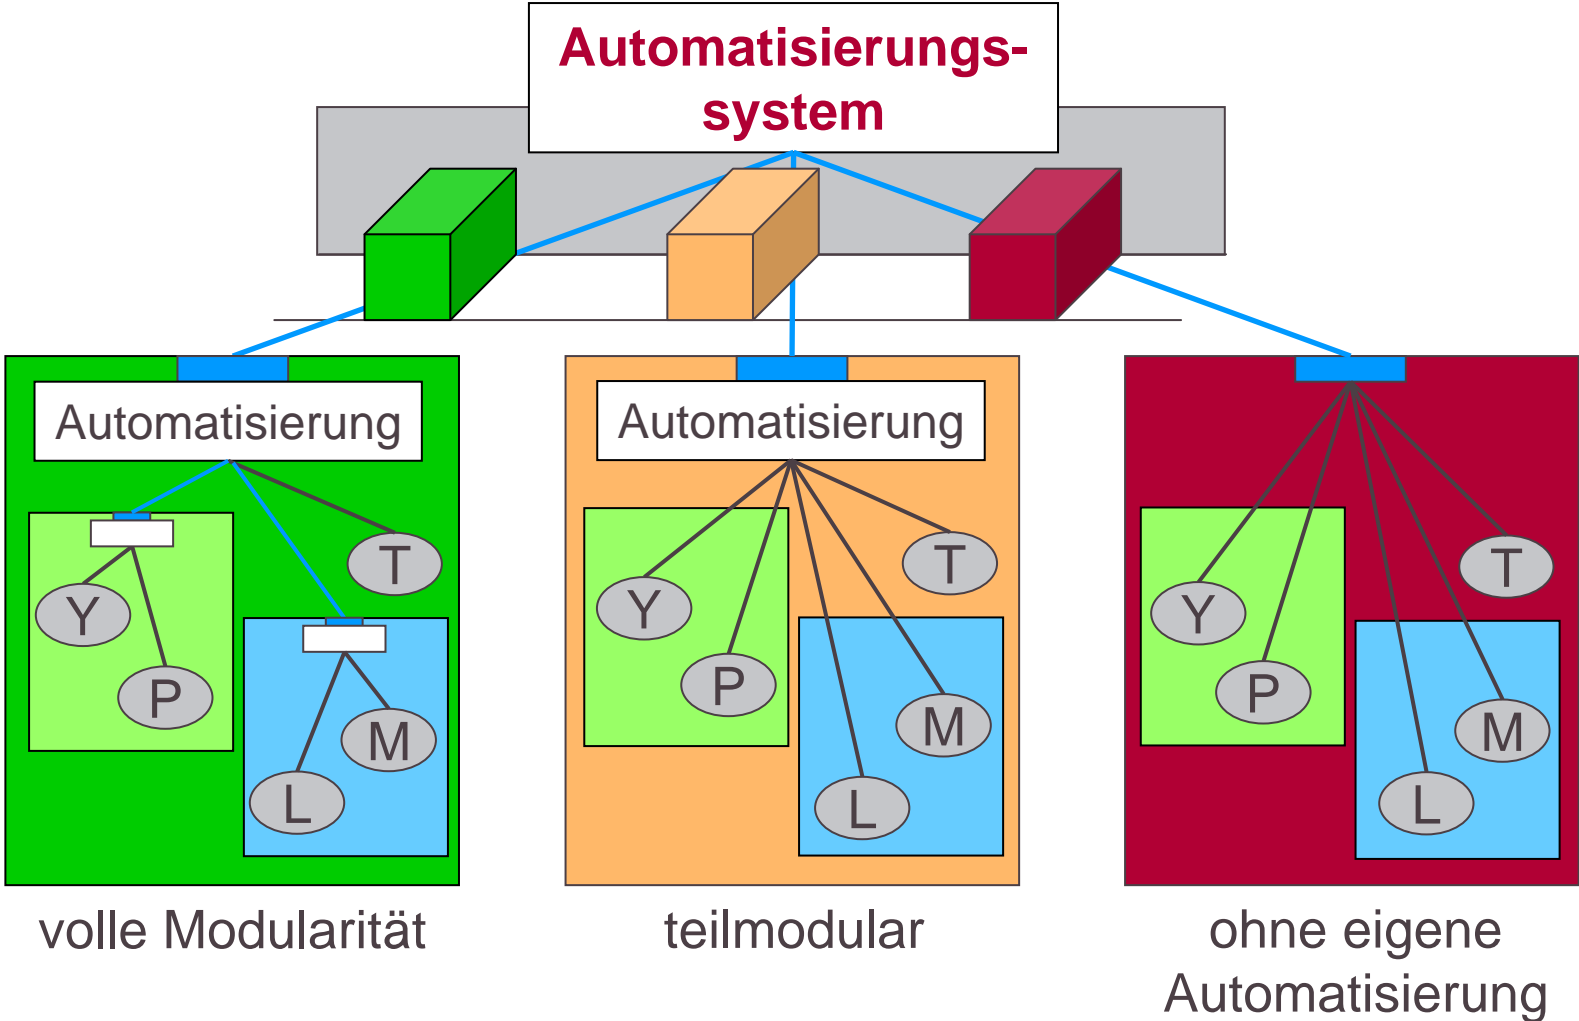 Automatisierungs-
system
Automatisierung
T
Y
P
M
L
Automatisierung
T
Y
P
M
L
T
Y
P
M
L
volle Modularität
teilmodular
ohne eigene
Automatisierung